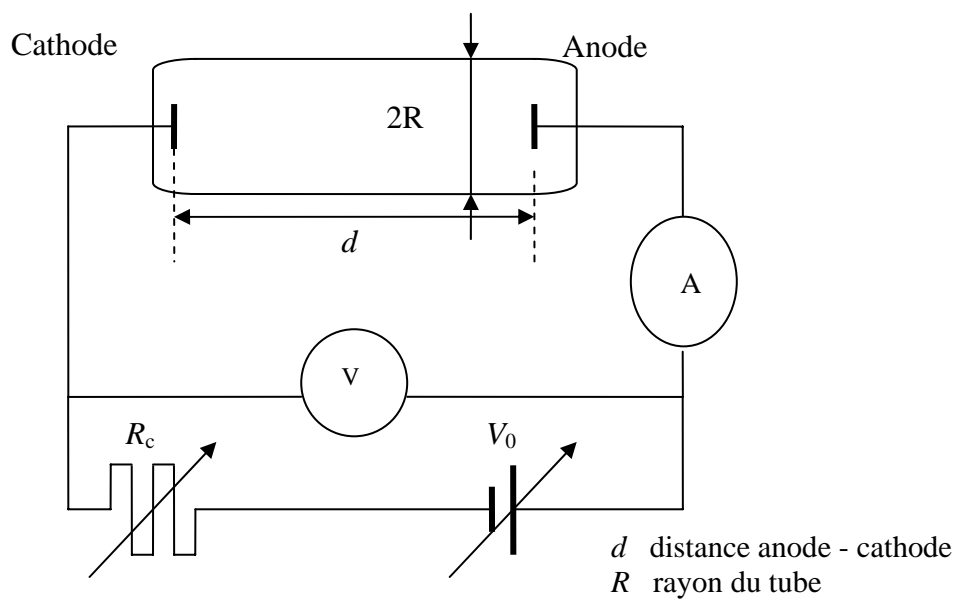 Cathode
Anode
2R
d
A
V
Rc
V0
d distance anode - cathode
R rayon du tube